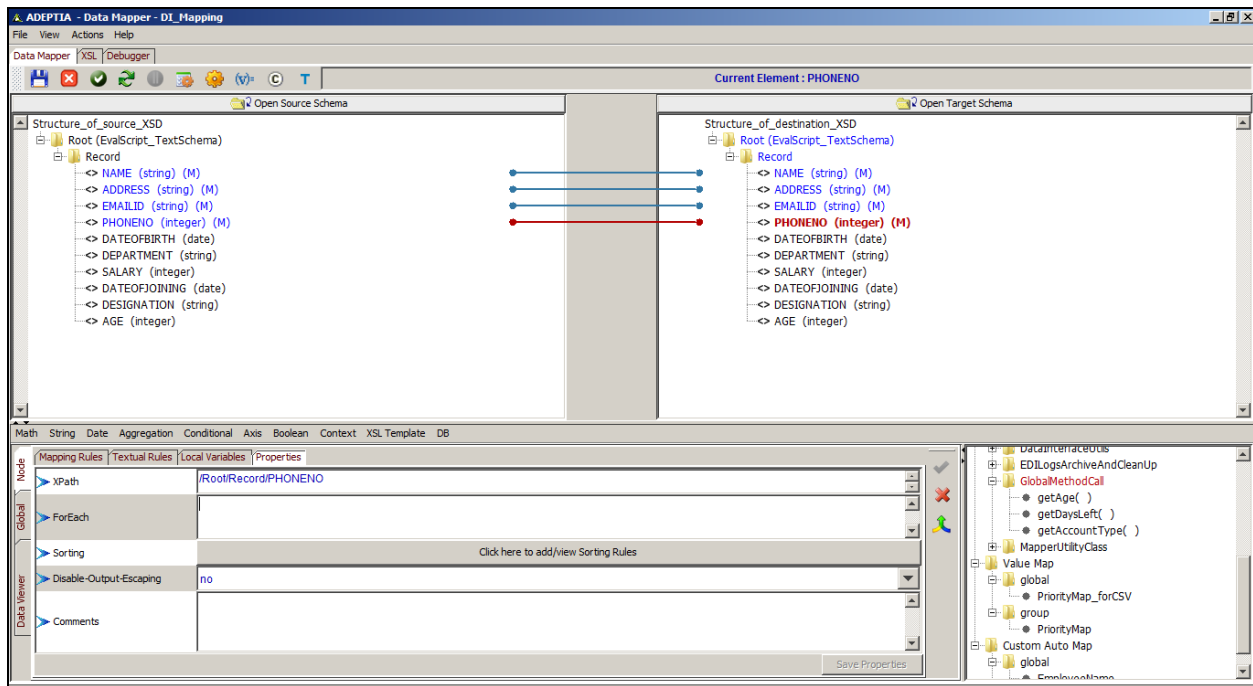 ADEPTIA - Data Mapper - DI_Mapping
File View Actions Help
Data Mapper XSL Debugger
(v)= C T Current Element : PHONENO
Open Source Schema
Structure_of_source_XSD
Root (EvalScript_TextSchema)
Record
<> NAME (string) (M)
<> ADDRESS (string) (M)
<> EMAILID (string) (M)
<> PHONENO (integer) (M)
<> DATEOFBIRTH (date)
<> DEPARTMENT (string)
<> SALARY (integer)
<> DATEOFJOINING (date)
<> DESIGNATION (string)
<> AGE (integer)
Open Target Schema
Structure_of_destination_XSD
Root (EvalScript_TextSchema)
Record
<> NAME (string) (M)
<> ADDRESS (string) (M)
<> EMAILID (string) (M)
<> PHONENO (integer) (M)
<> DATEOFBIRTH (date)
<> DEPARTMENT (string)
<> SALARY (integer)
<> DATEOFJOINING (date)
<> DESIGNATION (string)
<> AGE (integer)
Math String Date Aggregation Conditional Axis Boolean Context XSL Template DB
Node
Global
Data Viewer
Mapping Rules Textual Rules Local Variables Properties
XPath /Root/Record/PHONENO
ForEach
Sorting Click here to add/view Sorting Rules
Disable-Output-Escaping no
Comments
Save Properties
DataInterfaceUtils
EDILogsArchiveAndCleanUp
GlobalMethodCall
getAge( )
getDaysLeft( )
getAccountType( )
MapperUtilityClass
Value Map
global
PriorityMap_forCSV
group
PriorityMap
Custom Auto Map
global
EmployeeName